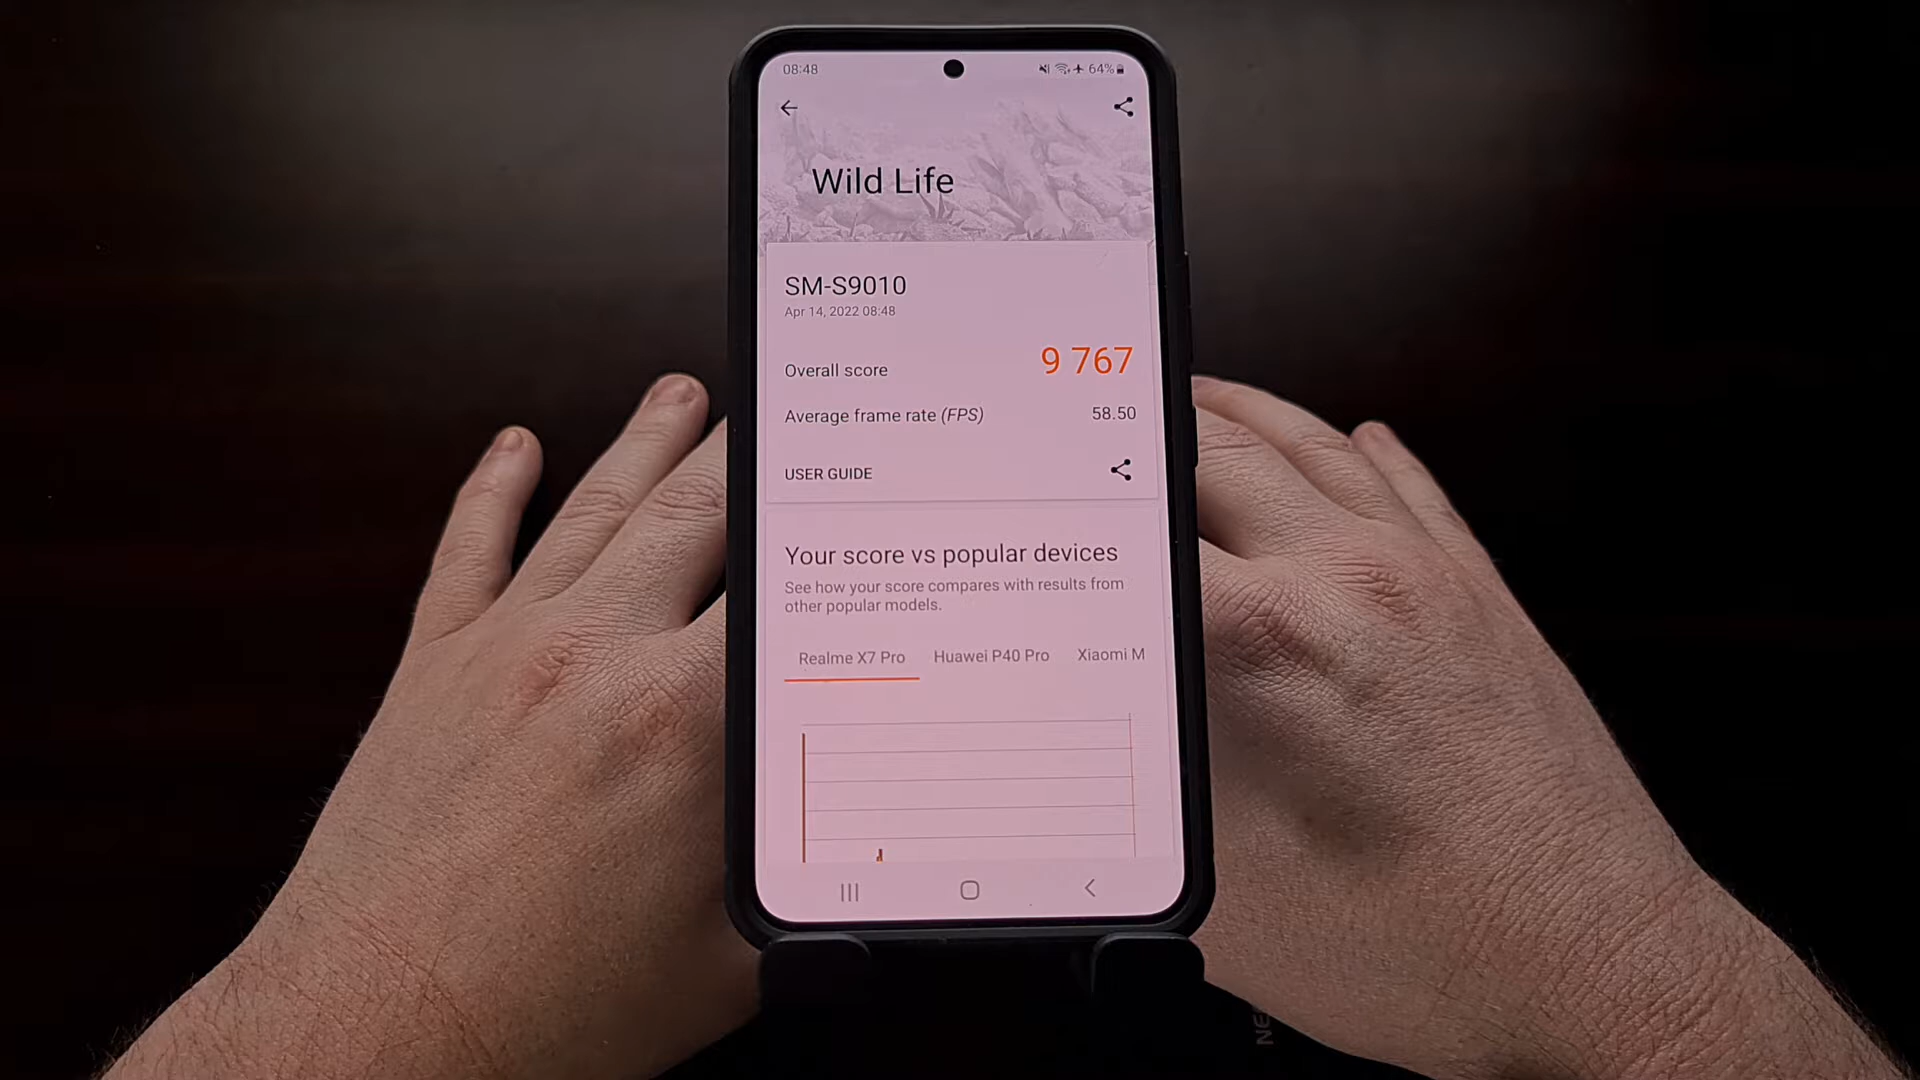 08:48
64%
Wild Life
SM-S9010
Apr 14, 2022 08:48
Overall score
9 767
Average frame rate (FPS)
58.50
USER GUIDE
Your score vs popular devices
See how your score compares with results from
other popular models.
Realme X7 Pro
Huawei P40 Pro
Xiaomi M